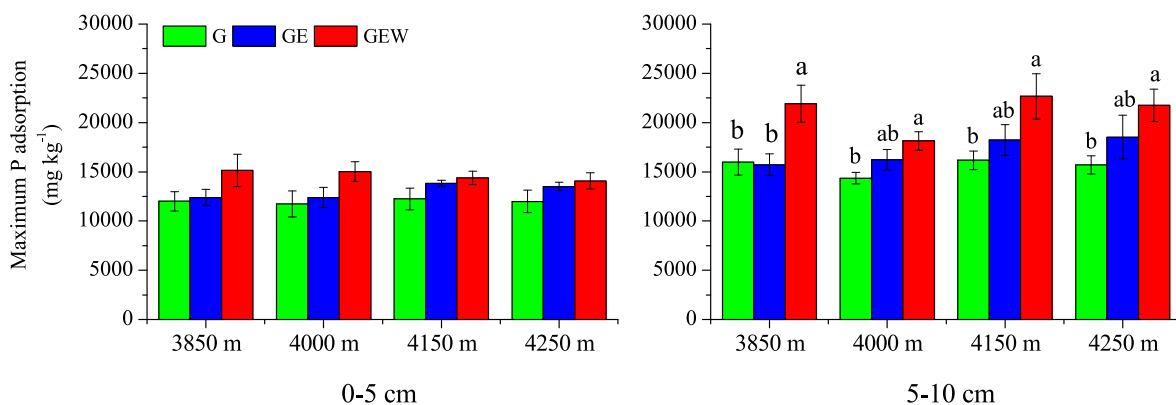 Maximum P adsorption
(mg kg⁻¹)
30000
25000
20000
15000
10000
5000
0
G GE GEW
3850 m 4000 m 4150 m 4250 m
0-5 cm
30000
25000
20000
15000
10000
5000
0
b b a
b ab a
b ab a
b ab a
3850 m 4000 m 4150 m 4250 m
5-10 cm